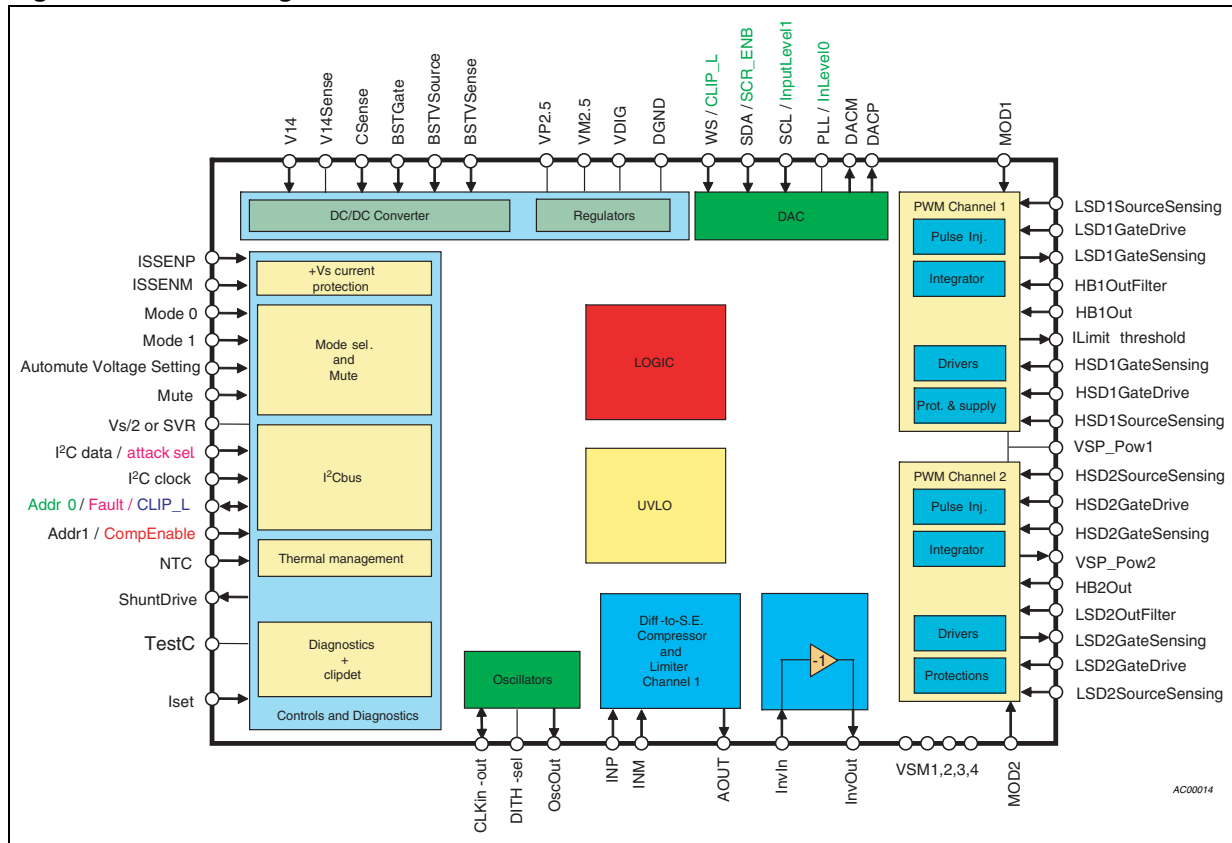 V14
V14Sense
CSense
BSTGate
BSTVSource
BSTVSense
VP2.5
VM2.5
VDIG
DGND
WS / CLIP_L
SDA / SCR_ENB
SCL / InputLevel1
PLL / InLevel0
DACM
DACP
MOD1
DC/DC Converter
Regulators
DAC
ISSENP
ISSENM
Mode 0
Mode 1
Automute Voltage Setting
Mute
Vs/2 or SVR
I²C data / attack sel.
I²C clock
Addr 0 / Fault / CLIP_L
Addr1 / CompEnable
NTC
ShuntDrive
TestC
Iset
+Vs current
protection
Mode sel.
and
Mute
I²Cbus
Thermal management
Diagnostics
+
clipdet
Controls and Diagnostics
LOGIC
UVLO
Oscillators
Diff-to-S.E.
Compressor
and
Limiter
Channel 1
-1
PWM Channel 1
Pulse Inj.
Integrator
Drivers
Prot. & supply
PWM Channel 2
Pulse Inj.
Integrator
Drivers
Protections
LSD1SourceSensing
LSD1GateDrive
LSD1GateSensing
HB1OutFilter
HB1Out
ILimit threshold
HSD1GateSensing
HSD1GateDrive
HSD1SourceSensing
VSP_Pow1
HSD2SourceSensing
HSD2GateDrive
HSD2GateSensing
VSP_Pow2
HB2Out
LSD2OutFilter
LSD2GateSensing
LSD2GateDrive
LSD2SourceSensing
CLKin -out
DITH -sel
OscOut
INP
INM
AOUT
InvIn
InvOut
VSM1,2,3,4
MOD2
AC00014